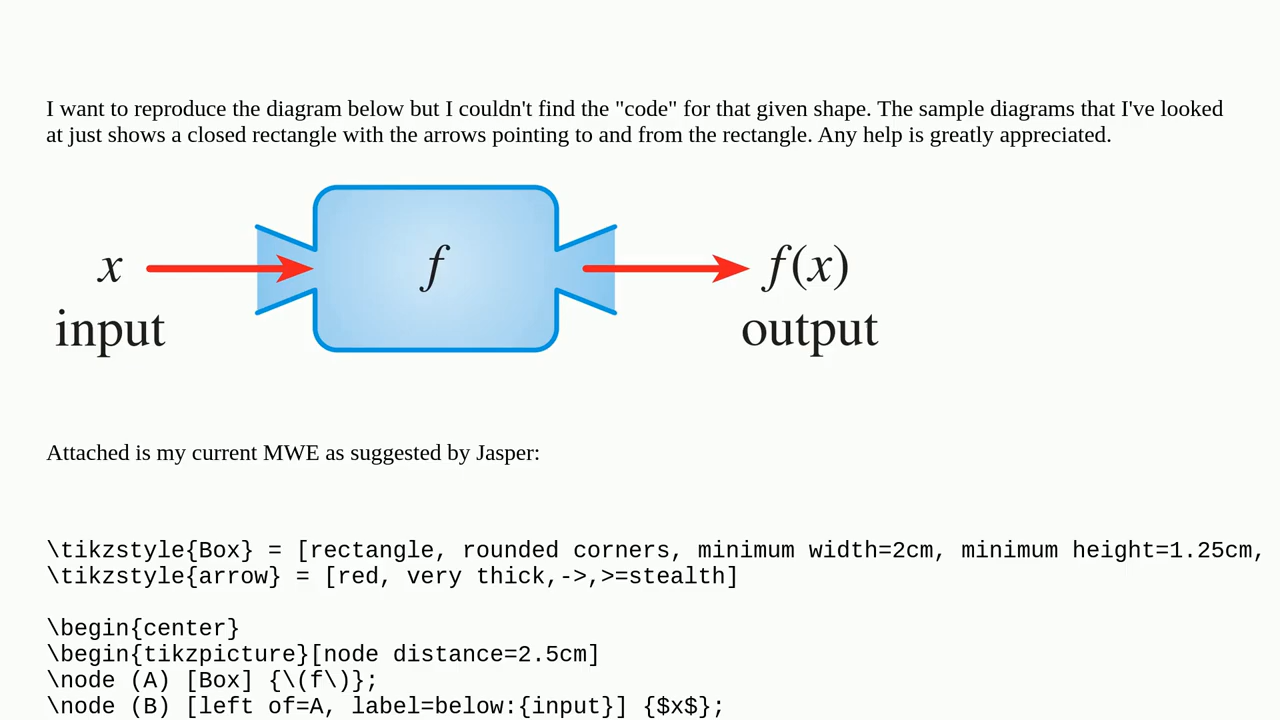 I want to reproduce the diagram below but I couldn't find the "code" for that given shape. The sample diagrams that I've looked
at just shows a closed rectangle with the arrows pointing to and from the rectangle. Any help is greatly appreciated.
x f f(x)
input output
Attached is my current MWE as suggested by Jasper:
\tikzstyle{Box} = [rectangle, rounded corners, minimum width=2cm, minimum height=1.25cm,
\tikzstyle{arrow} = [red, very thick,->,>=stealth]
\begin{center}
\begin{tikzpicture}[node distance=2.5cm]
\node (A) [Box] {\(f\)};
\node (B) [left of=A, label=below:{input}] {$x$};